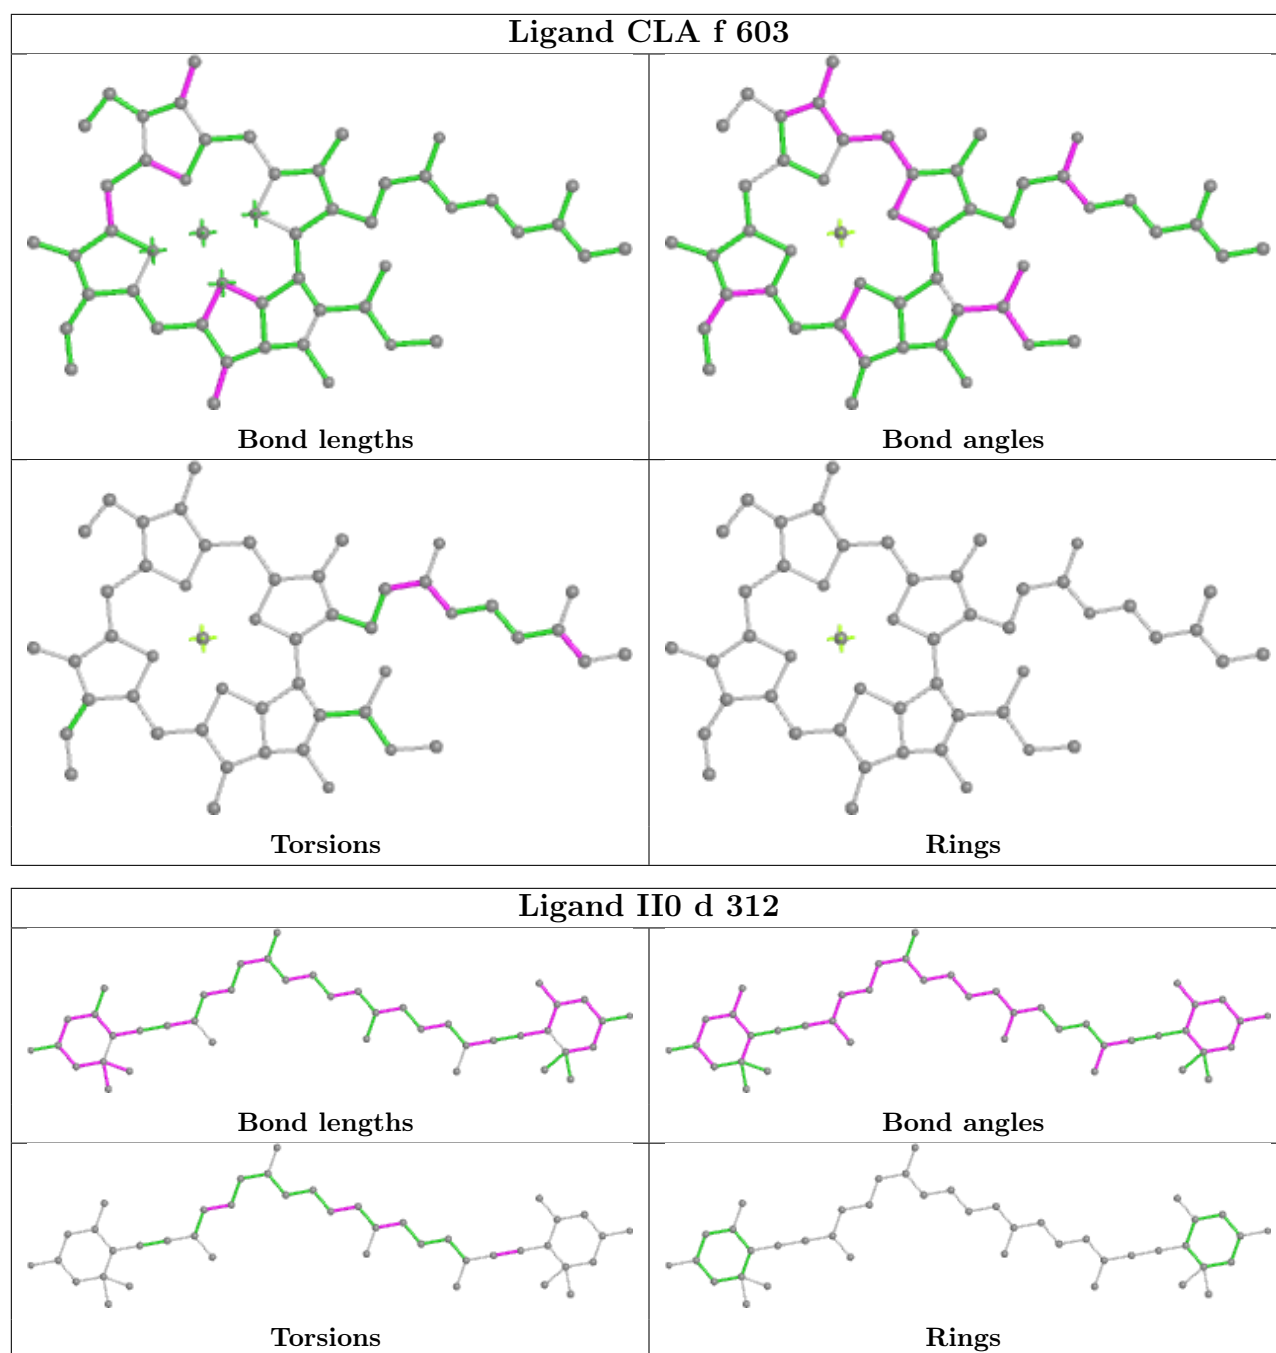 Ligand CLA f 603
Bond lengths
Bond angles
Torsions
Rings
Ligand II0 d 312
Bond lengths
Bond angles
Torsions
Rings